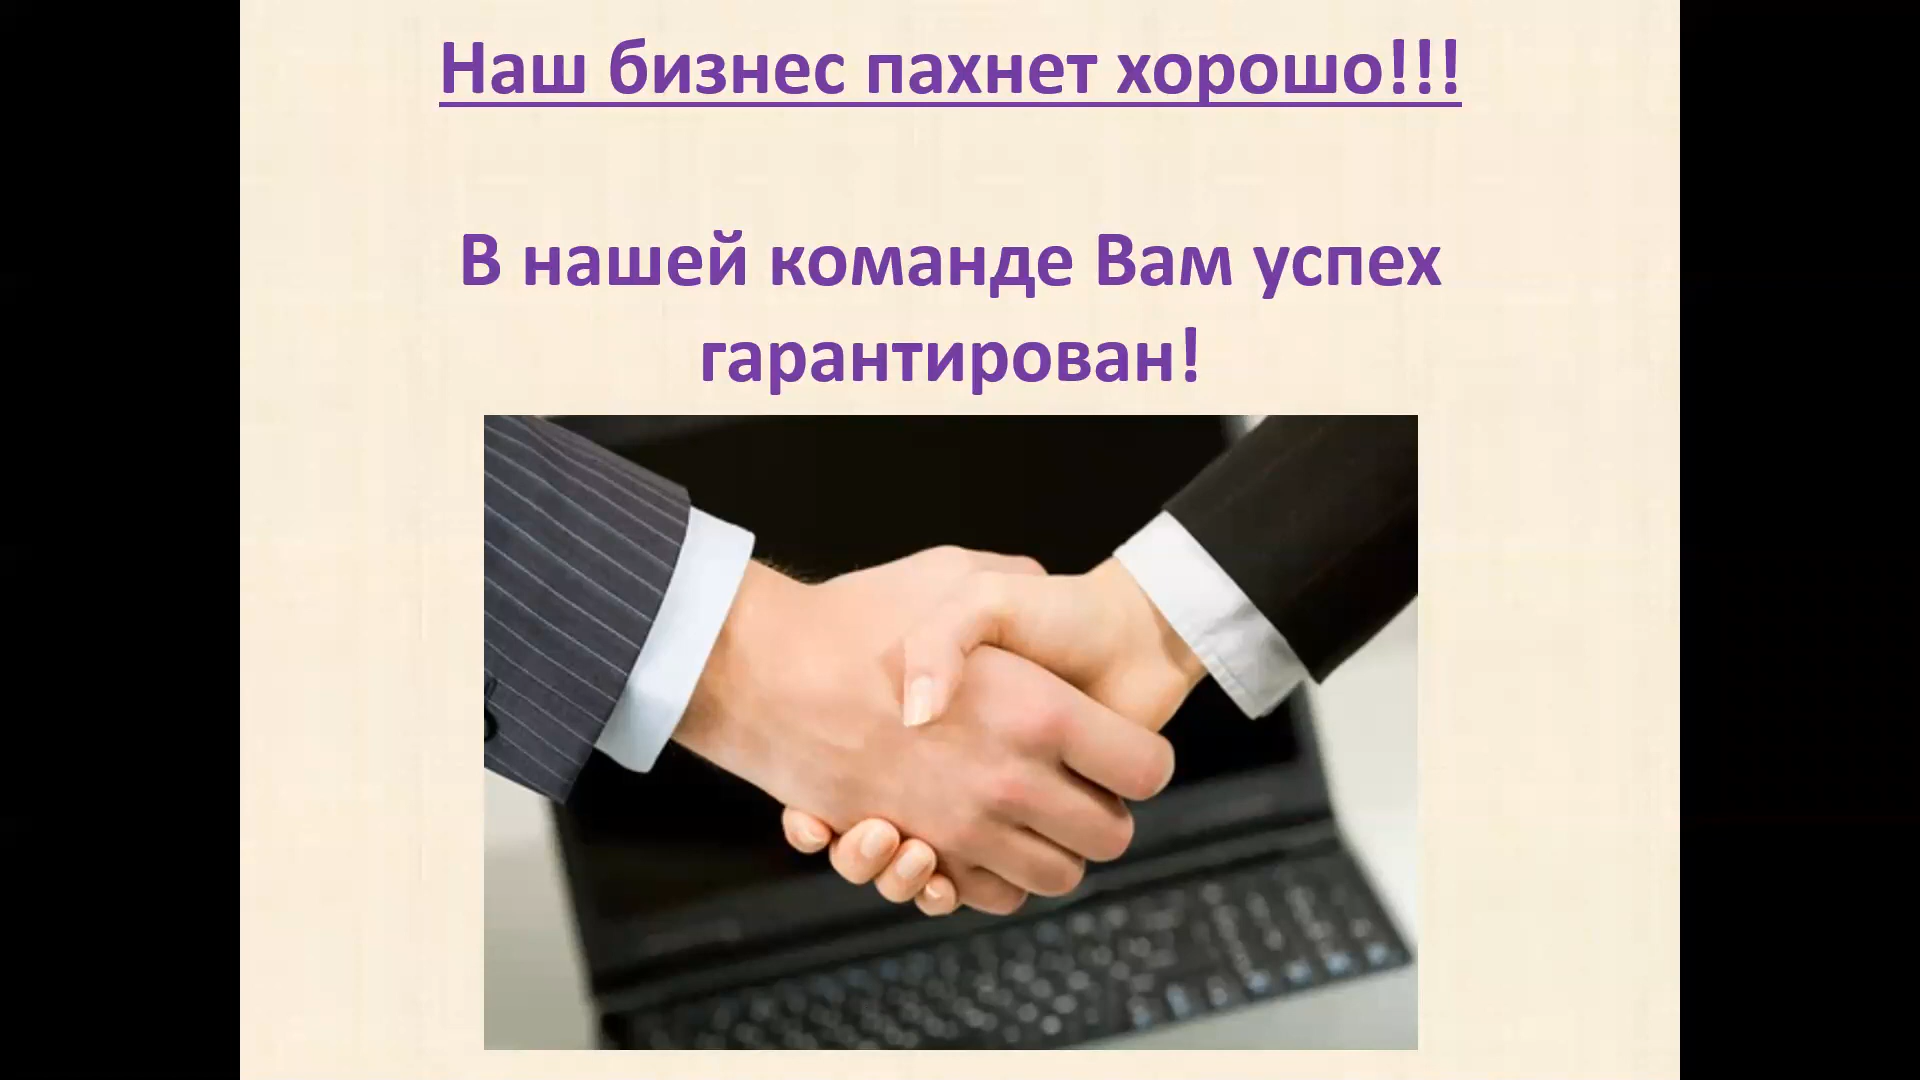 Наш бизнес пахнет хорошо!!!
В нашей команде Вам успех
гарантирован!